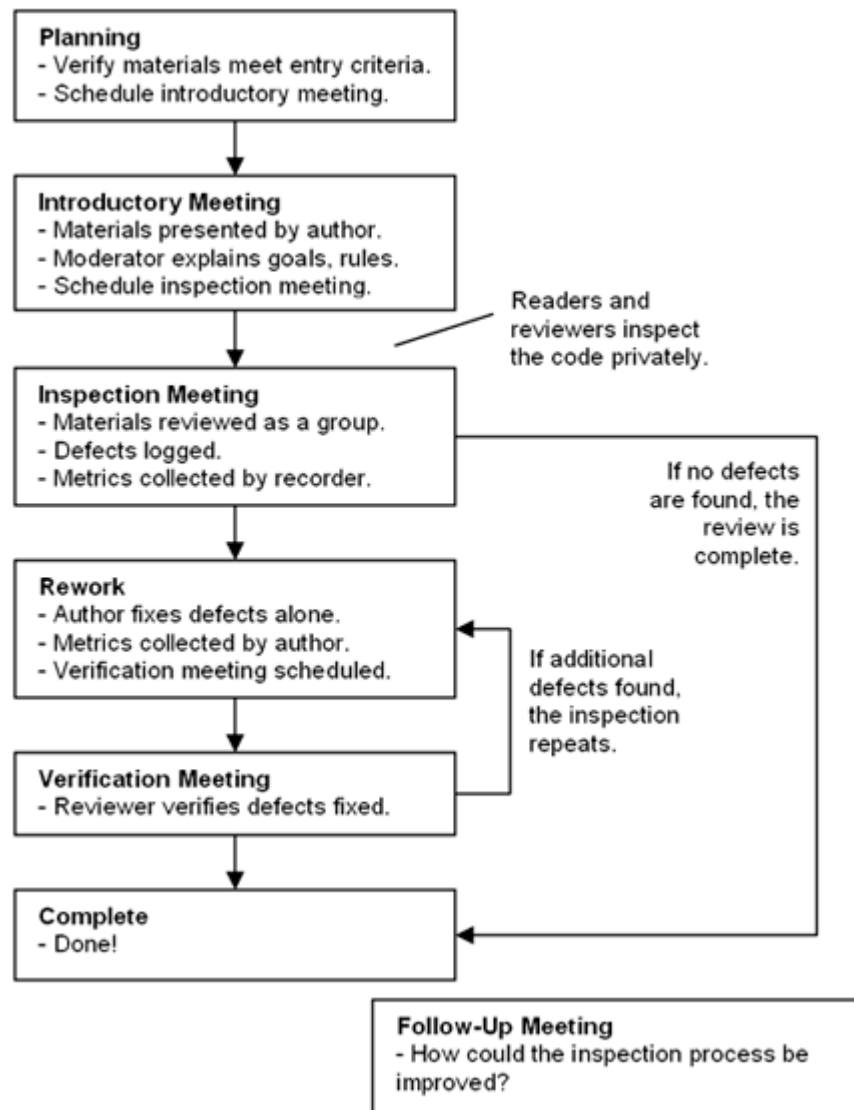 Planning
- Verify materials meet entry criteria.
- Schedule introductory meeting.
Introductory Meeting
- Materials presented by author.
- Moderator explains goals, rules.
- Schedule inspection meeting.
Readers and
reviewers inspect
the code privately.
Inspection Meeting
- Materials reviewed as a group.
- Defects logged.
- Metrics collected by recorder.
If no defects
are found, the
review is
complete.
Rework
- Author fixes defects alone.
- Metrics collected by author.
- Verification meeting scheduled.
If additional
defects found,
the inspection
repeats.
Verification Meeting
- Reviewer verifies defects fixed.
Complete
- Done!
Follow-Up Meeting
- How could the inspection process be
improved?